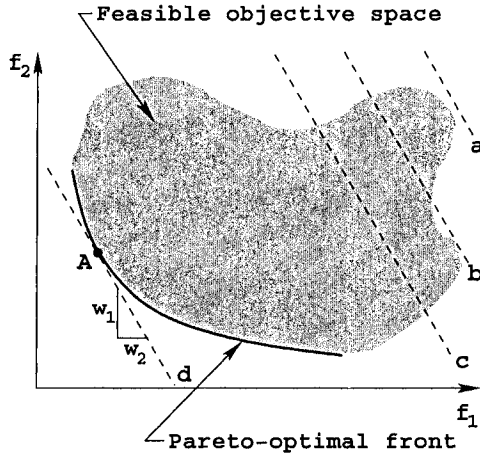 Feasible objective space
f2
a
A
b
w1
w2
c
d
f1
Pareto-optimal front